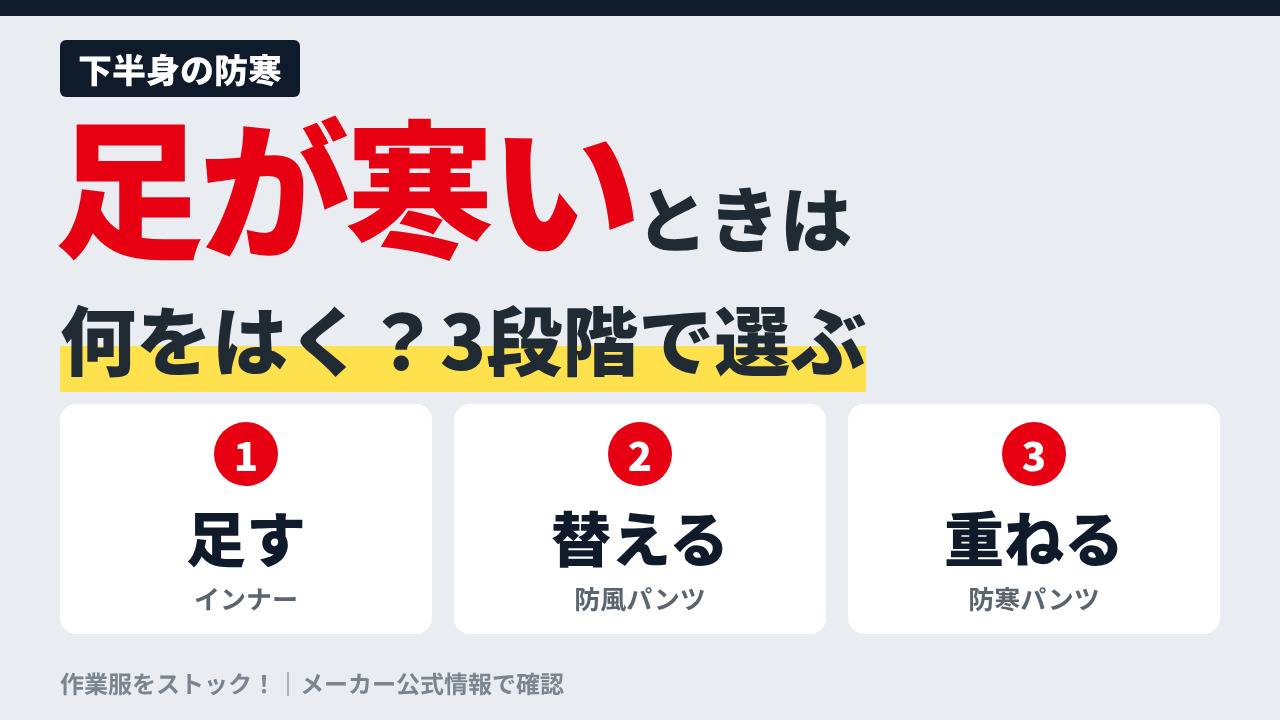 下半身の防寒
足が寒いときは
何をはく？3段階で選ぶ
1
足す
インナー
2
替える
防風パンツ
3
重ねる
防寒パンツ
作業服をストック！｜メーカー公式情報で確認